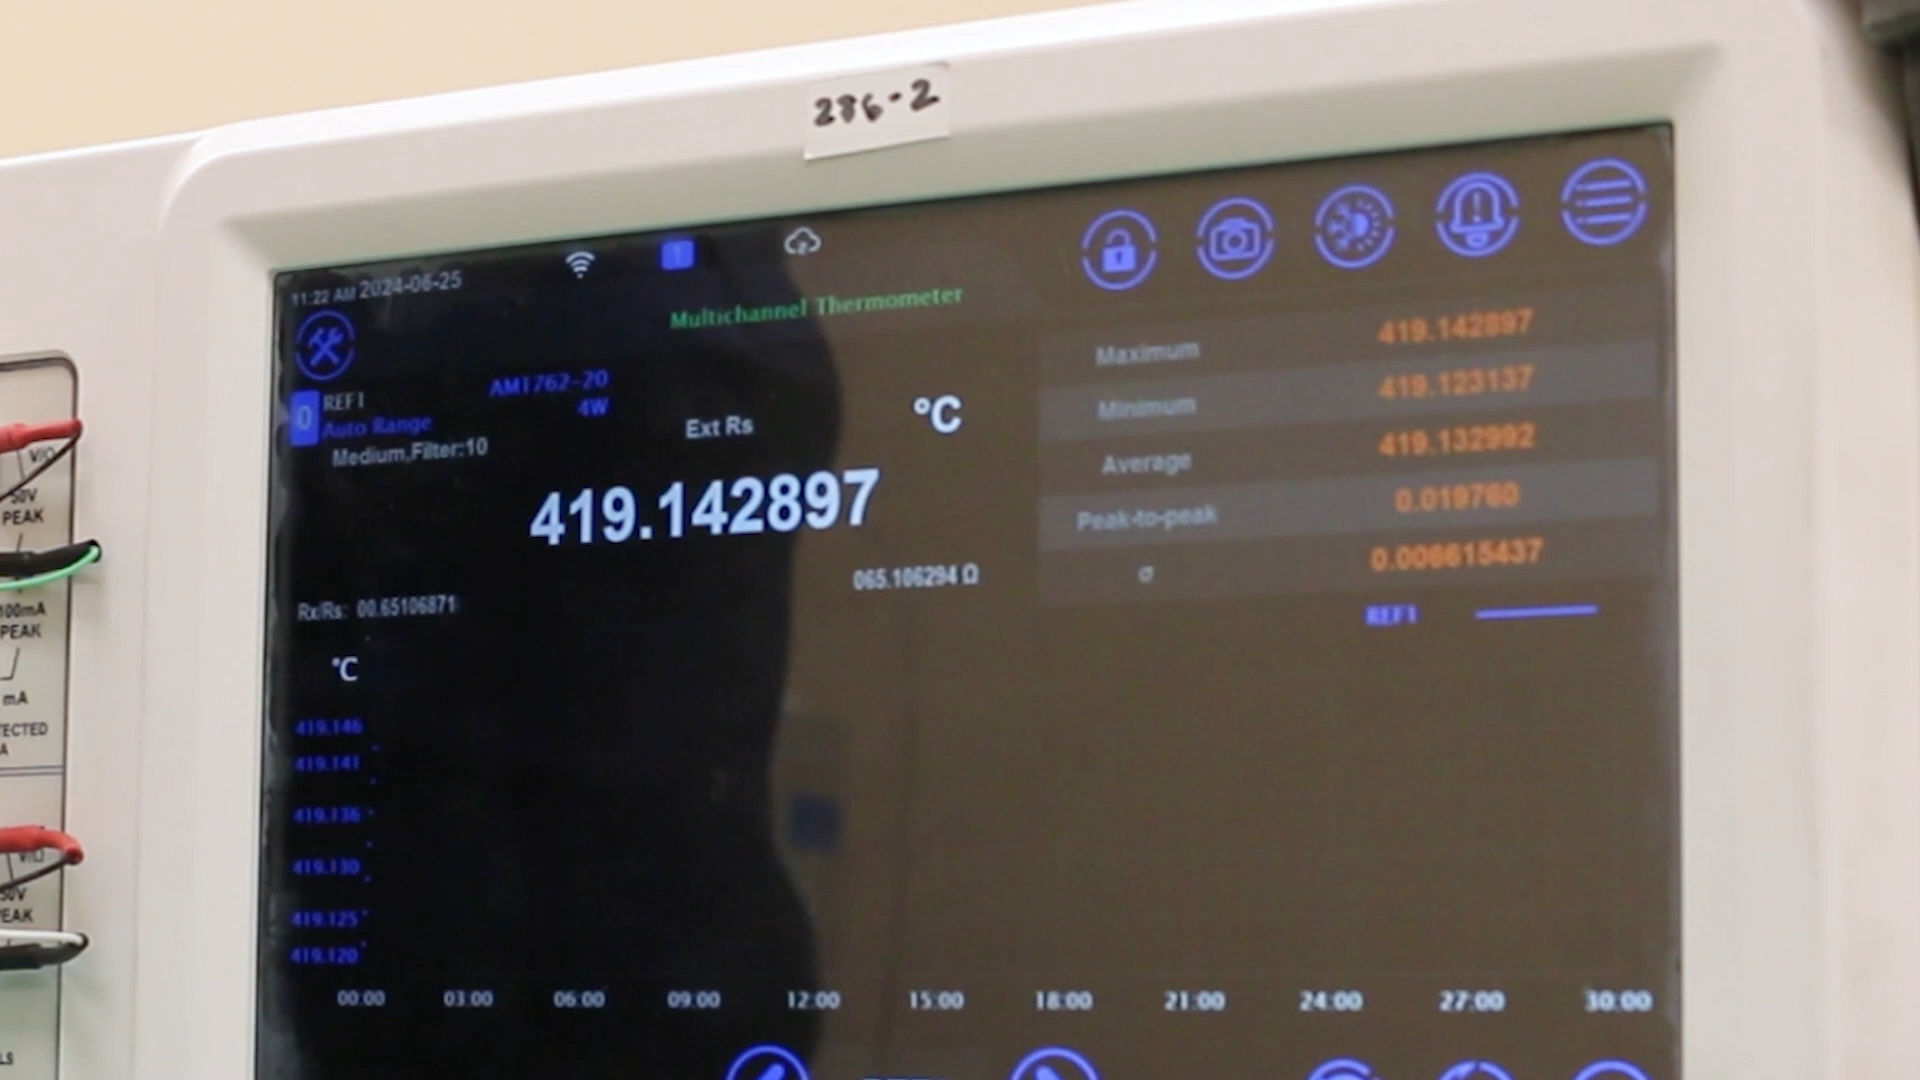 286-2
11:22 AM 2024-06-25
Multichannel Thermometer
0 REF1 AM1762-20
Auto Range 4W
Medium,Filter:10
Ext Rs °C
419.142897
065.106294 Ω
Rx/Rs: 00.65106871
Maximum 419.142897
Minimum 419.123137
Average 419.132992
Peak-to-peak 0.019760
σ 0.006615437
REF1
°C
419.146
419.141
419.136
419.130
419.125
419.120
00:00 03:00 06:00 09:00 12:00 15:00 18:00 21:00 24:00 27:00 30:00
50V
PEAK
100mA
PEAK
mA